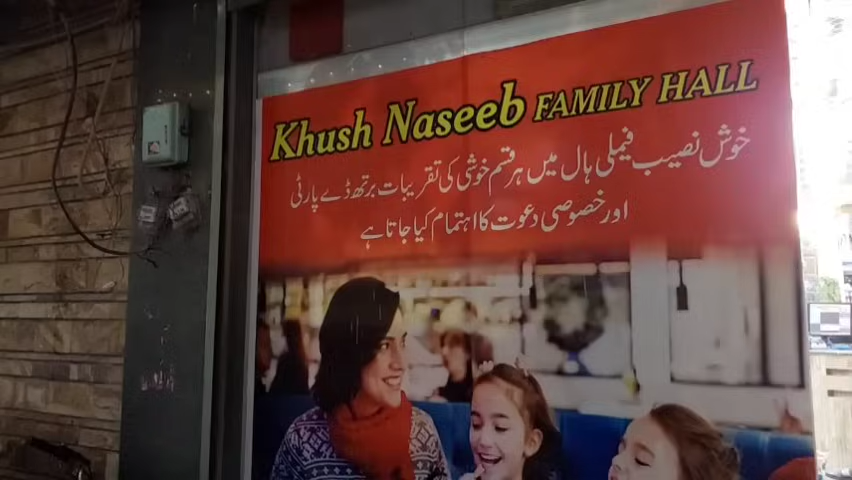 Khush Naseeb FAMILY HALL
خوش نصیب فیملی ہال میں ہر قسم خوشی کی تقریبات برتھ ڈے پارٹی
اور خصوصی دعوت کا اہتمام کیا جاتا ہے